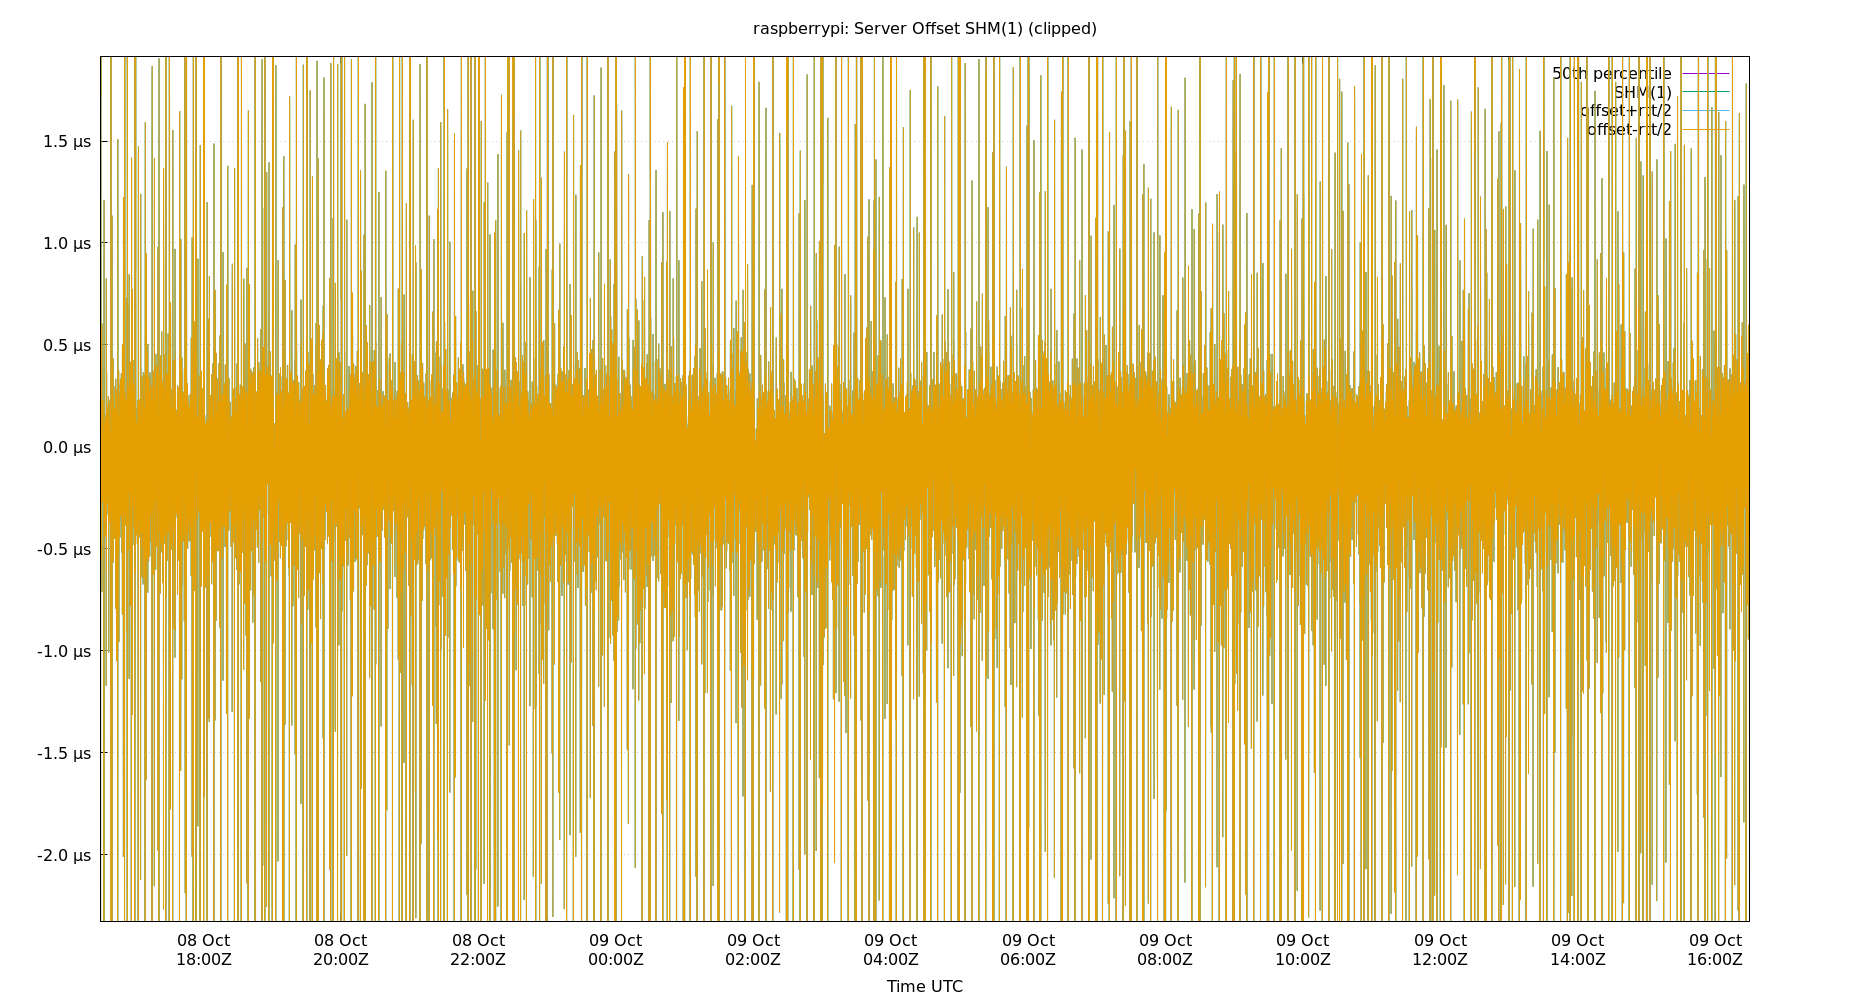 raspberrypi: Server Offset SHM(1) (clipped)
50th percentile
SHM(1)
offset+rtt/2
offset-rtt/2
1.5 µs
1.0 µs
0.5 µs
0.0 µs
-0.5 µs
-1.0 µs
-1.5 µs
-2.0 µs
08 Oct 08 Oct 08 Oct 09 Oct 09 Oct 09 Oct 09 Oct 09 Oct 09 Oct 09 Oct 09 Oct 09 Oct
18:00Z 20:00Z 22:00Z 00:00Z 02:00Z 04:00Z 06:00Z 08:00Z 10:00Z 12:00Z 14:00Z 16:00Z
Time UTC